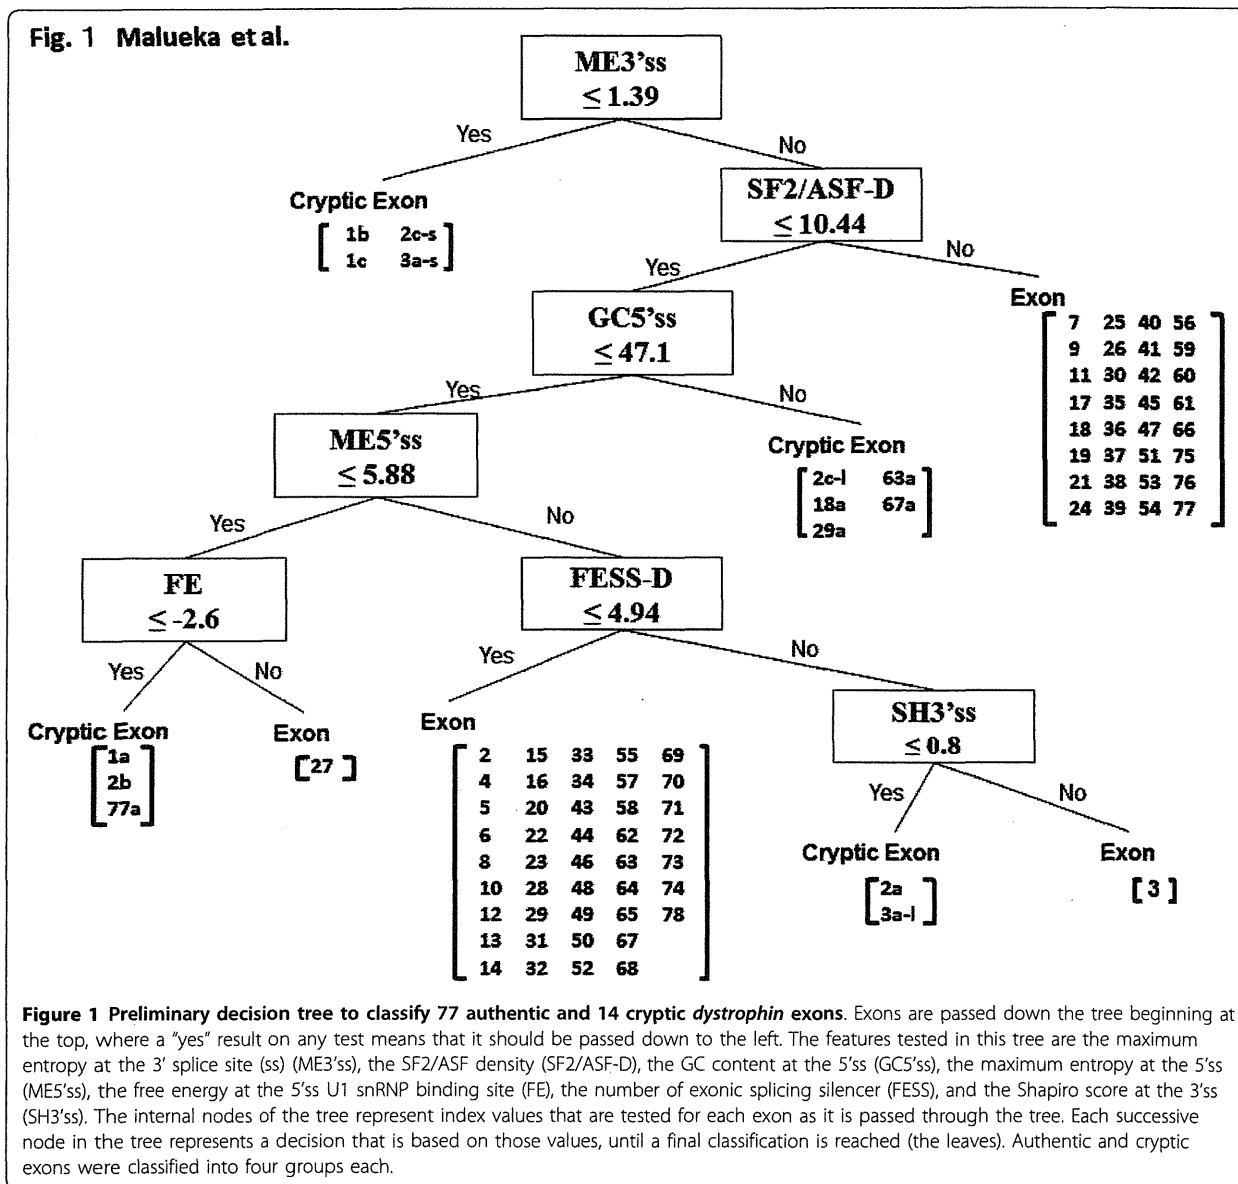 Fig. 1 Malueka et al.
ME3'ss
≤ 1.39
Yes
No
Cryptic Exon
1b 2c-s
1c 3a-s
SF2/ASF-D
≤ 10.44
Yes
No
GC5'ss
≤ 47.1
Exon
7 25 40 56
9 26 41 59
11 30 42 60
17 35 45 61
18 36 47 66
19 37 51 75
21 38 53 76
24 39 54 77
Yes
No
ME5'ss
≤ 5.88
Cryptic Exon
2c-l 63a
18a 67a
29a
Yes
No
FE
≤ -2.6
FESS-D
≤ 4.94
Yes
No
Yes
No
Cryptic Exon
1a
2b
77a
Exon
[27]
Exon
2 15 33 55 69
4 16 34 57 70
5 20 43 58 71
6 22 44 62 72
8 23 46 63 73
10 28 48 64 74
12 29 49 65 78
13 31 50 67
14 32 52 68
SH3'ss
≤ 0.8
Yes
No
Cryptic Exon
2a
3a-l
Exon
[3]
Figure 1 Preliminary decision tree to classify 77 authentic and 14 cryptic dystrophin exons. Exons are passed down the tree beginning at
the top, where a "yes" result on any test means that it should be passed down to the left. The features tested in this tree are the maximum
entropy at the 3' splice site (ss) (ME3'ss), the SF2/ASF density (SF2/ASF-D), the GC content at the 5'ss (GC5'ss), the maximum entropy at the 5'ss
(ME5'ss), the free energy at the 5'ss U1 snRNP binding site (FE), the number of exonic splicing silencer (FESS), and the Shapiro score at the 3'ss
(SH3'ss). The internal nodes of the tree represent index values that are tested for each exon as it is passed through the tree. Each successive
node in the tree represents a decision that is based on those values, until a final classification is reached (the leaves). Authentic and cryptic
exons were classified into four groups each.